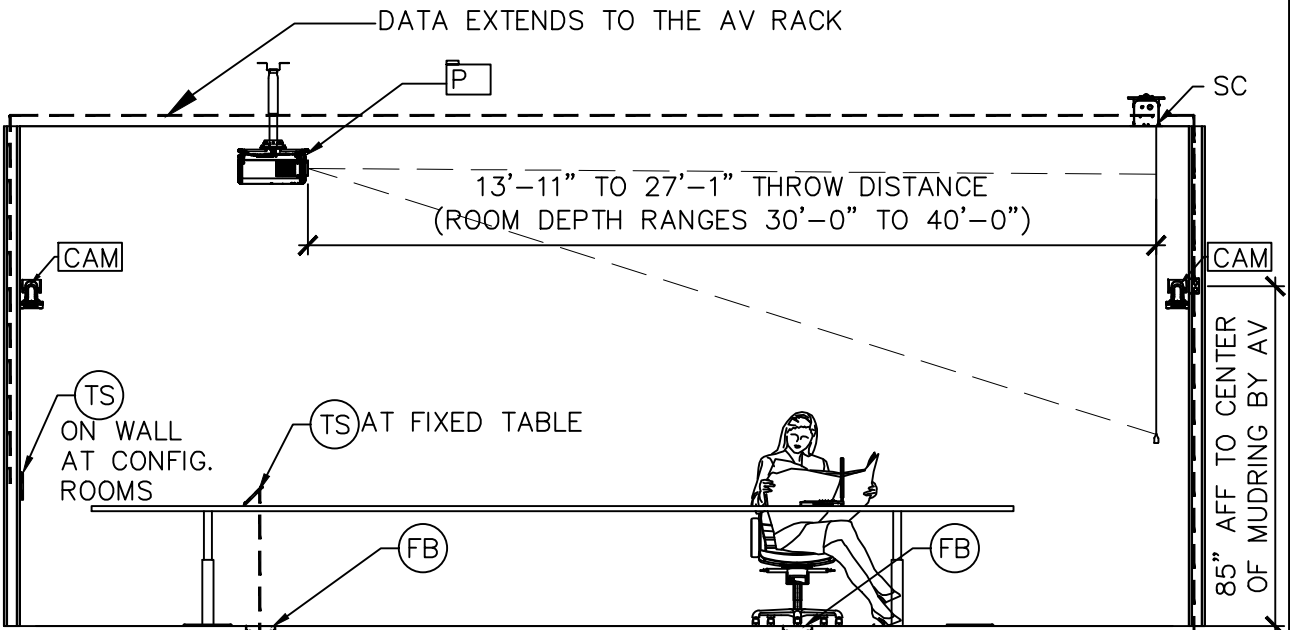 DATA EXTENDS TO THE AV RACK
P
SC
13'-11" TO 27'-1" THROW DISTANCE
(ROOM DEPTH RANGES 30'-0" TO 40'-0")
CAM
CAM
TS
ON WALL
AT CONFIG.
ROOMS
TS AT FIXED TABLE
FB
FB
85" AFF TO CENTER
OF MUDRING BY AV